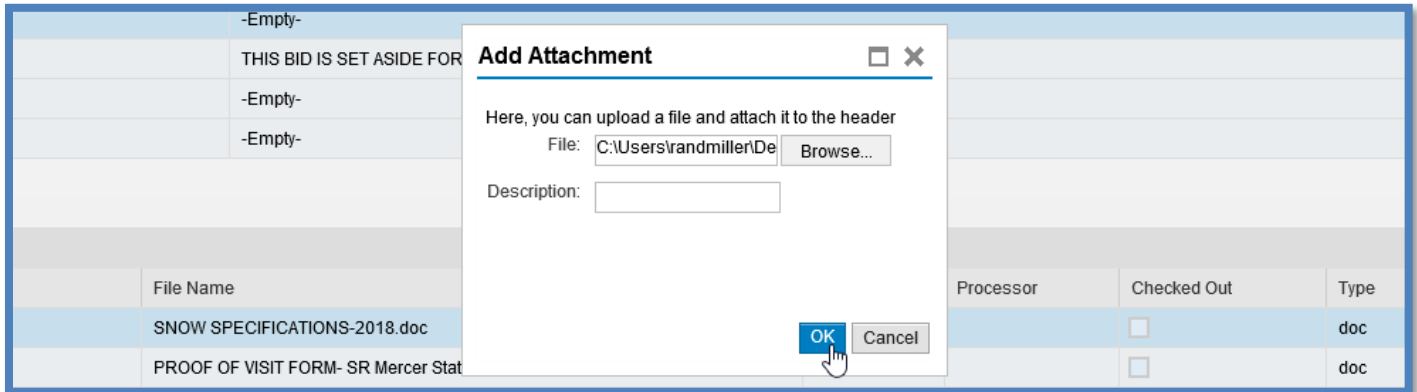 -Empty-
THIS BID IS SET ASIDE FOR
-Empty-
-Empty-
Add Attachment
Here, you can upload a file and attach it to the header
File: C:\Users\randmiller\De Browse...
Description:
OK Cancel
File Name Processor Checked Out Type
SNOW SPECIFICATIONS-2018.doc doc
PROOF OF VISIT FORM- SR Mercer Stat doc